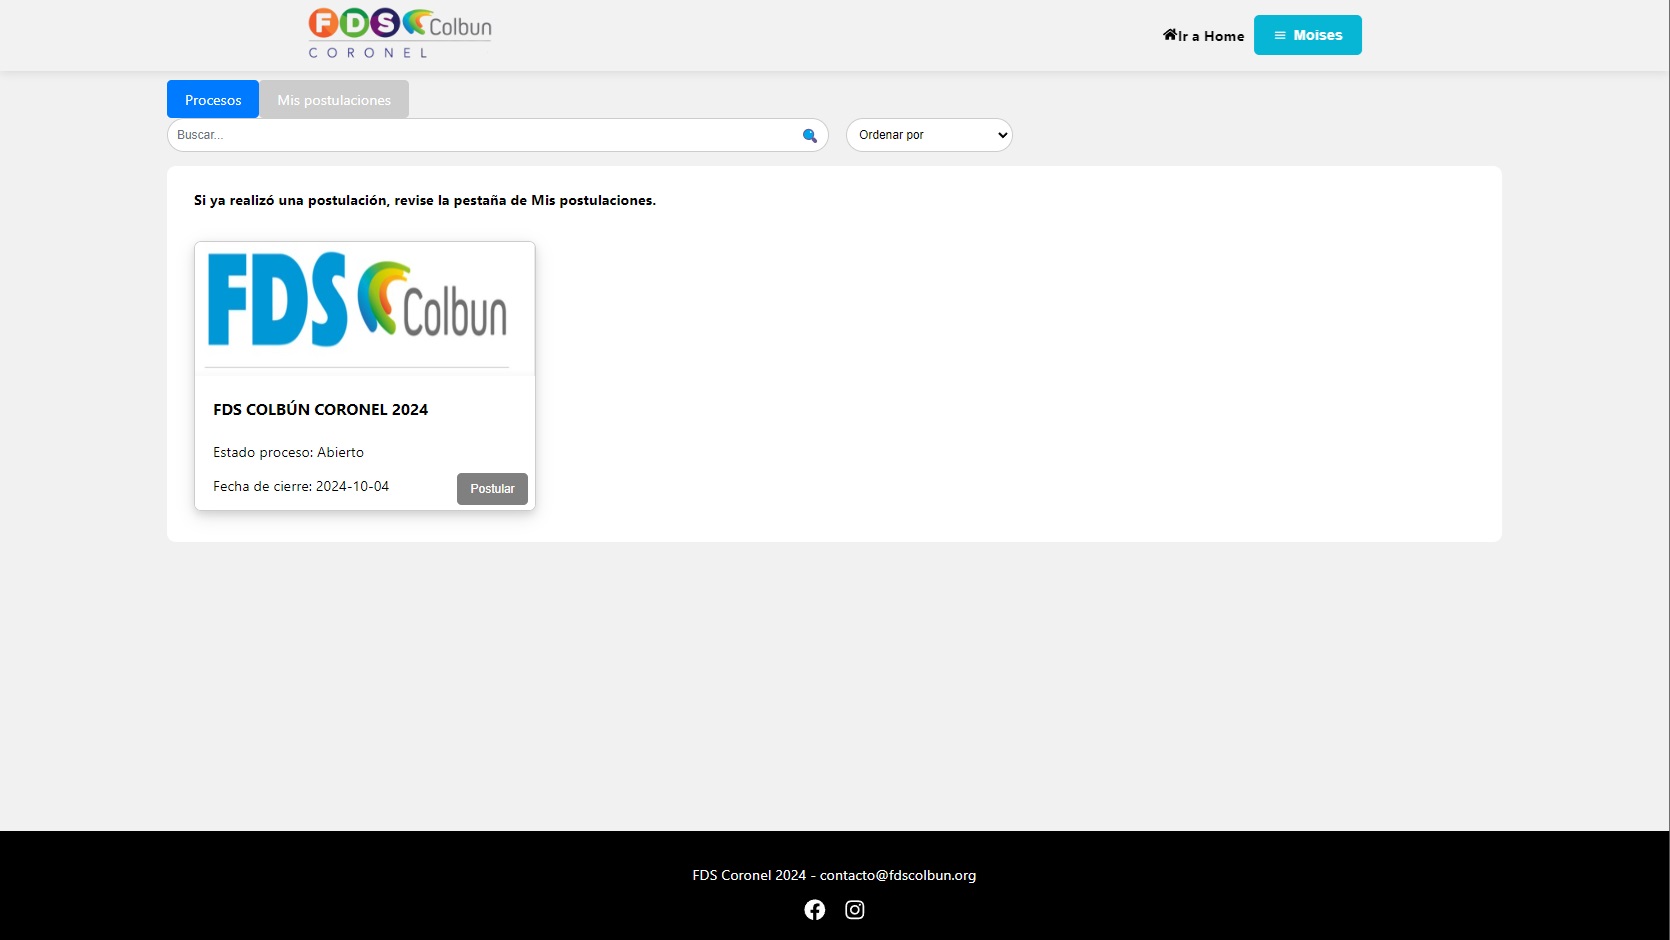 FDS Colbun
CORONEL
Ir a Home
Moises
Procesos
Mis postulaciones
Buscar...
Ordenar por
Si ya realizó una postulación, revise la pestaña de Mis postulaciones.
FDS Colbun
FDS COLBÚN CORONEL 2024
Estado proceso: Abierto
Fecha de cierre: 2024-10-04
Postular
FDS Coronel 2024 - contacto@fdscolbun.org